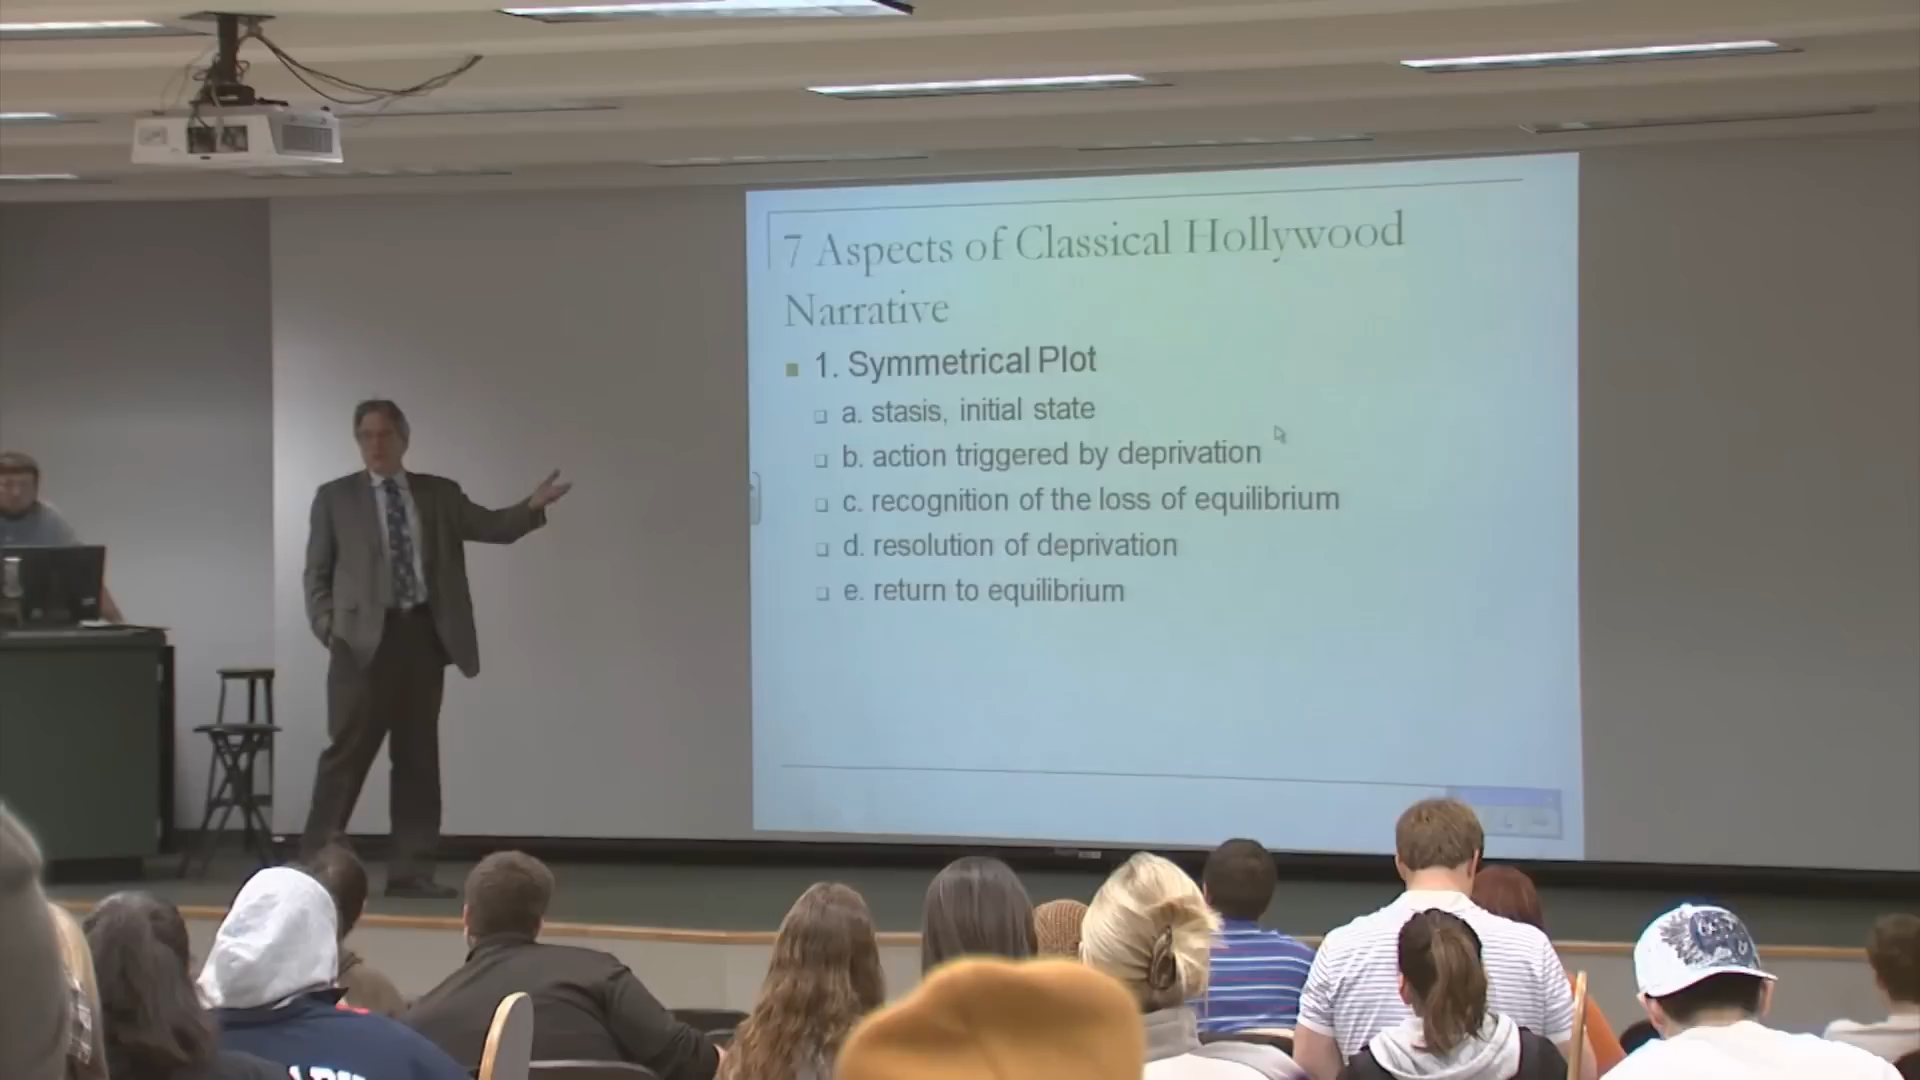 7 Aspects of Classical Hollywood
Narrative
1. Symmetrical Plot
a. stasis, initial state
b. action triggered by deprivation
c. recognition of the loss of equilibrium
d. resolution of deprivation
e. return to equilibrium